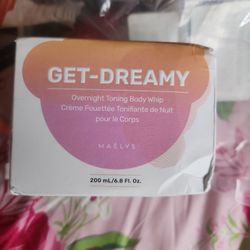 GET-DREAMY
Overnight Toning Body Whip
Crème Fouettée Tonifiante de Nuit
pour le Corps
MAËLYS
200 mL/6.8 Fl. Oz.